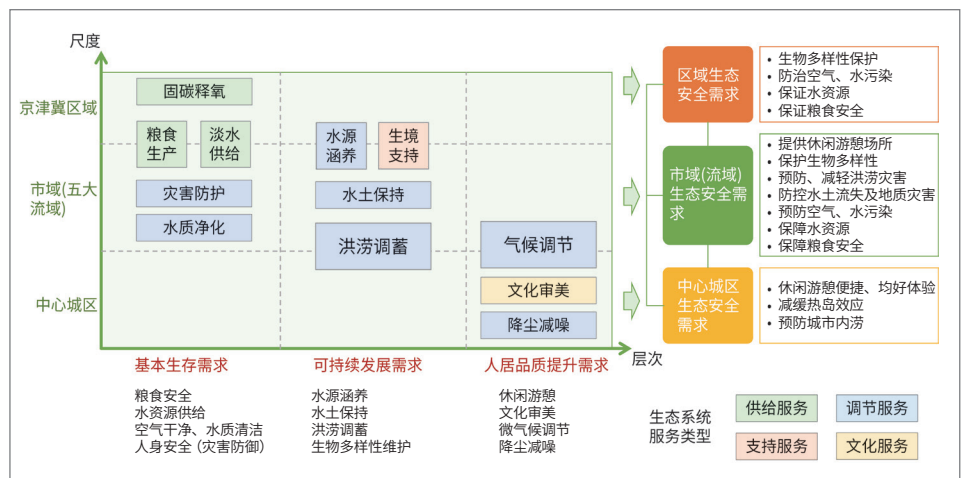 尺度
京津冀区域
市域(五大
流域)
中心城区
固碳释氧
粮食
生产
淡水
供给
灾害防护
水质净化
水源
涵养
生境
支持
水土保持
洪涝调蓄
气候调节
文化审美
降尘减噪
层次
基本生存需求
粮食安全
水资源供给
空气干净、水质清洁
人身安全(灾害防御)
可持续发展需求
水源涵养
水土保持
洪涝调蓄
生物多样性维护
人居品质提升需求
休闲游憩
文化审美
微气候调节
降尘减噪
区域生态
安全需求
• 生物多样性保护
• 防治空气、水污染
• 保证水资源
• 保证粮食安全
市域(流域)
生态安全需
求
• 提供休闲游憩场所
• 保护生物多样性
• 预防、减轻洪涝灾害
• 防控水土流失及地质灾害
• 预防空气、水污染
• 保障水资源
• 保障粮食安全
中心城区
生态安全
需求
• 休闲游憩便捷、均好体验
• 减缓热岛效应
• 预防城市内涝
生态系统
服务类型
供给服务
调节服务
支持服务
文化服务